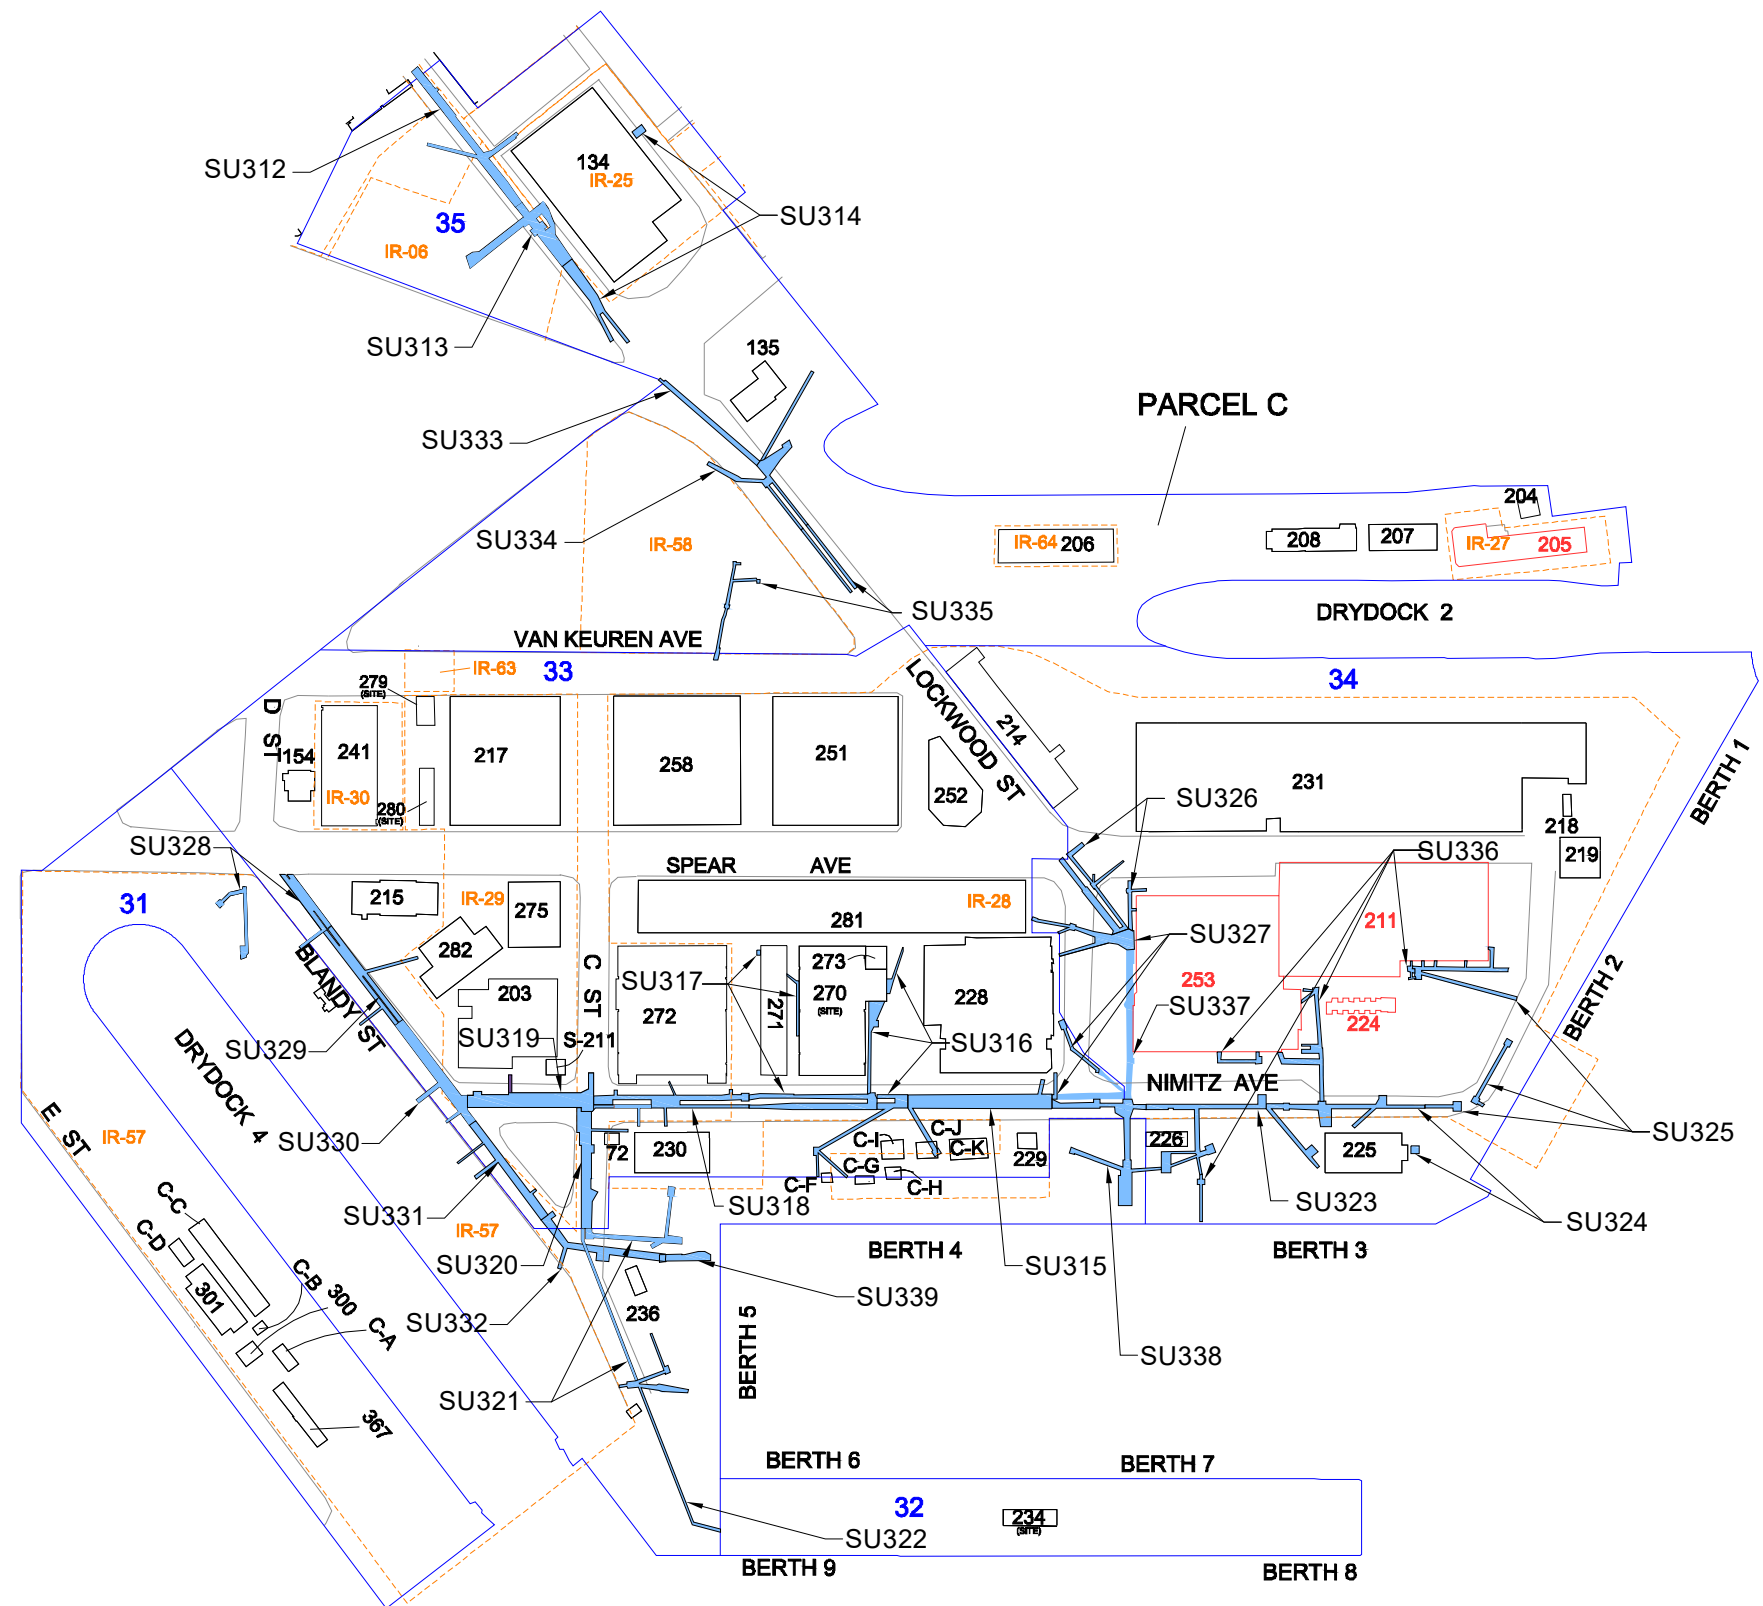 134
IR-25
SU312
SU314
35
IR-06
SU313
135
PARCEL C
SU333
204
SU334
IR-58
IR-64
206
208
207
IR-27
205
SU335
DRYDOCK 2
VAN KEUREN AVE
IR-63
33
34
279
(SITE)
LOCKWOOD ST
D ST
154
241
217
258
251
214
231
BERTH 1
IR-30
280
(SITE)
252
SU326
218
SU328
SPEAR AVE
SU336
219
31
215
IR-29
275
281
IR-28
211
BLANDY ST
282
C ST
SU317
273
SU327
BERTH 2
203
272
271
270
(SITE)
228
253
SU337
224
DRYDOCK 4
SU329
SU319
S-211
SU316
NIMITZ AVE
E ST
IR-57
SU330
72
230
C-I
C-J
C-K
229
226
225
SU325
C-G
C-F
C-H
C-C
C-D
SU331
IR-57
SU318
SU323
SU324
BERTH 4
BERTH 3
C-B
300
301
SU320
SU315
236
SU339
C-A
SU332
BERTH 5
SU338
SU321
367
BERTH 6
BERTH 7
32
234
(SITE)
SU322
BERTH 9
BERTH 8